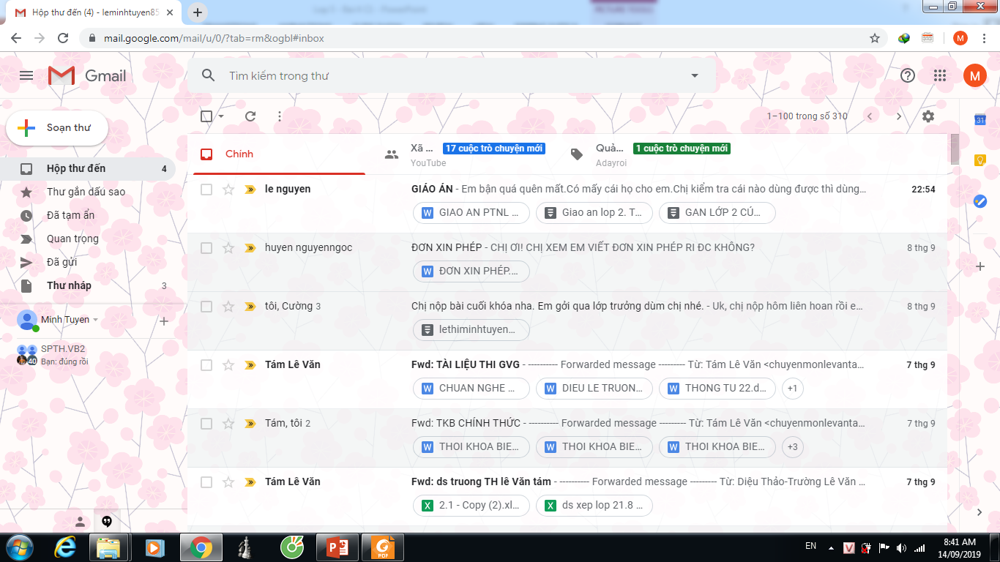 Hộp thư đến (4) - leminhtuyen85
mail.google.com/mail/u/0/?tab=rm&ogbl#inbox
M
Gmail
Tìm kiếm trong thư
M
Soạn thư
1–100 trong số 310
31
Chính
Xã ... 17 cuộc trò chuyện mới
YouTube
Quả... 1 cuộc trò chuyện mới
Adayroi
Hộp thư đến 4
Thư gắn dấu sao
Đã tạm ẩn
Quan trọng
Đã gửi
Thư nháp 3
Minh Tuyen
SPTH.VB2
40 Bạn: đúng rồi
le nguyen GIÁO ÁN - Em bận quá quên mất.Có mấy cái họ cho em.Chị kiểm tra cái nào dùng được thì dùng... 22:54
GIAO AN PTNL ... Giao an lop 2. T... GAN LỚP 2 CÚ...
huyen nguyenngoc ĐƠN XIN PHÉP - CHỊ ƠI! CHỊ XEM EM VIẾT ĐƠN XIN PHÉP RI ĐC KHÔNG? 8 thg 9
ĐƠN XIN PHÉP....
tôi, Cường 3 Chị nộp bài cuối khóa nha. Em gởi qua lớp trưởng dùm chị nhé. - Uk, chị nộp hôm liên hoan rồi e... 8 thg 9
lethiminhtuyen...
Tám Lê Văn Fwd: TÀI LIỆU THI GVG - ---------- Forwarded message --------- Từ: Tám Lê Văn <chuyenmonlevanta... 7 thg 9
CHUAN NGHE ... DIEU LE TRUON... THONG TU 22.d... +1
Tám, tôi 2 Fwd: TKB CHÍNH THỨC - ---------- Forwarded message --------- Từ: Tám Lê Văn <chuyenmonlevanta... 7 thg 9
THOI KHOA BIE... THOI KHOA BIE... THOI KHOA BIE... +3
Tám Lê Văn Fwd: ds truong TH lê Văn tám - ---------- Forwarded message --------- Từ: Diệu Thảo-Trường Lê Văn ... 7 thg 9
2.1 - Copy (2).xl... ds xep lop 21.8 ...
PDF
EN
8:41 AM
14/09/2019